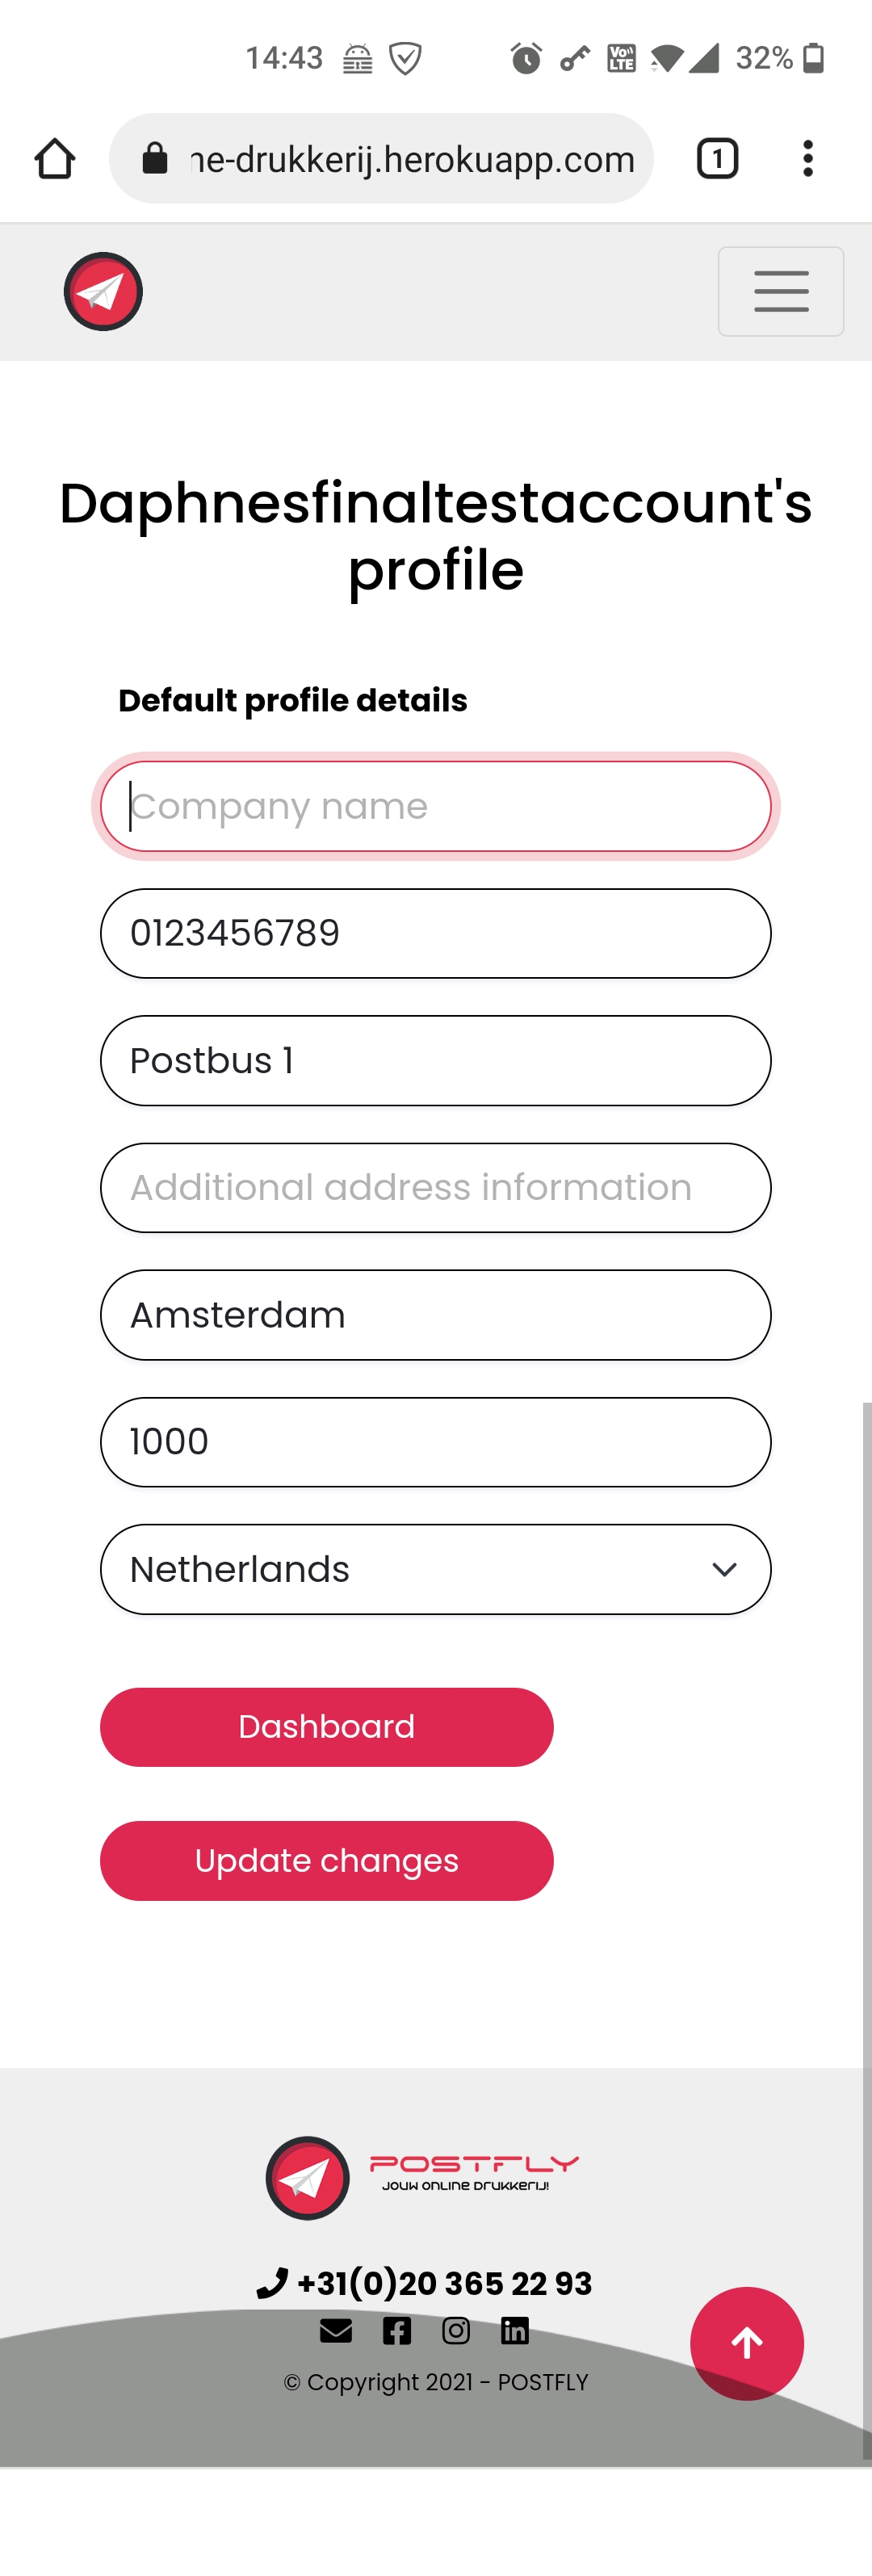 14:43
Vo))
LTE
32%
ne-drukkerij.herokuapp.com
1
Daphnesfinaltestaccount's
profile
Default profile details
Company name
0123456789
Postbus 1
Additional address information
Amsterdam
1000
Netherlands
Dashboard
Update changes
POSTFLY
Jouw online drukkerij!
+31(0)20 365 22 93
© Copyright 2021 - POSTFLY